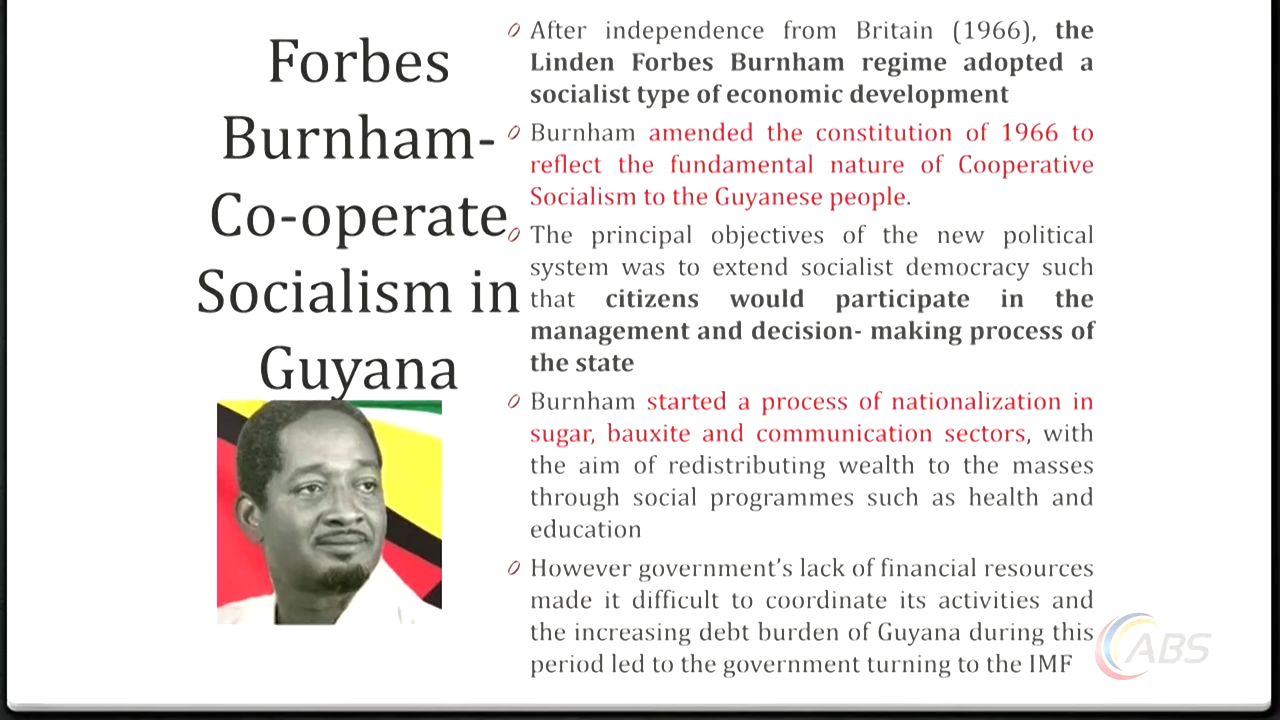 Forbes
Burnham-
Co-operate
Socialism in
Guyana
After independence from Britain (1966), the
Linden Forbes Burnham regime adopted a
socialist type of economic development
Burnham amended the constitution of 1966 to
reflect the fundamental nature of Cooperative
Socialism to the Guyanese people.
The principal objectives of the new political
system was to extend socialist democracy such
that citizens would participate in the
management and decision- making process of
the state
Burnham started a process of nationalization in
sugar, bauxite and communication sectors, with
the aim of redistributing wealth to the masses
through social programmes such as health and
education
However government's lack of financial resources
made it difficult to coordinate its activities and
the increasing debt burden of Guyana during this
period led to the government turning to the IMF
ABS